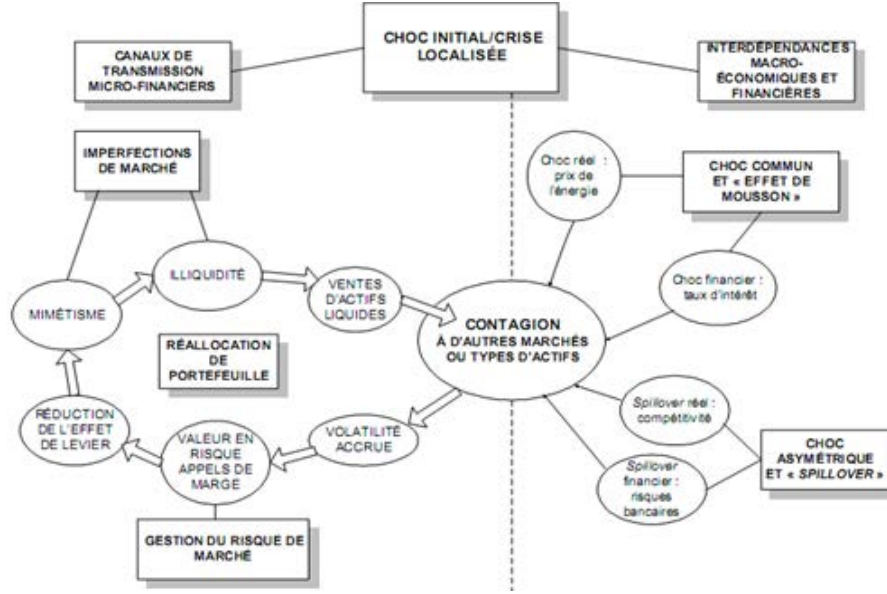 CHOC INITIAL/CRISE
LOCALISÉE
CANAUX DE
TRANSMISSION
MICRO-FINANCIERS
INTERDÉPENDANCES
MACRO-
ÉCONOMIQUES ET
FINANCIÈRES
IMPERFECTIONS
DE MARCHÉ
Choc réel :
prix de
l'énergie
CHOC COMMUN
ET « EFFET DE
MOUSSON »
ILLIQUIDITÉ
MIMÉTISME
VENTES
D'ACTIFS
LIQUIDES
Choc financier :
taux d'intérêt
CONTAGION
À D'AUTRES MARCHÉS
OU TYPES D'ACTIFS
RÉALLOCATION
DE
PORTEFEUILLE
RÉDUCTION
DE L'EFFET
DE LEVIER
VALEUR EN
RISQUE
APPELS DE
MARGE
VOLATILITÉ
ACCRUE
Spillover réel :
compétitivité
CHOC
ASYMÉTRIQUE
ET « SPILLOVER »
Spillover
financier :
risques
bancaires
GESTION DU RISQUE DE
MARCHÉ